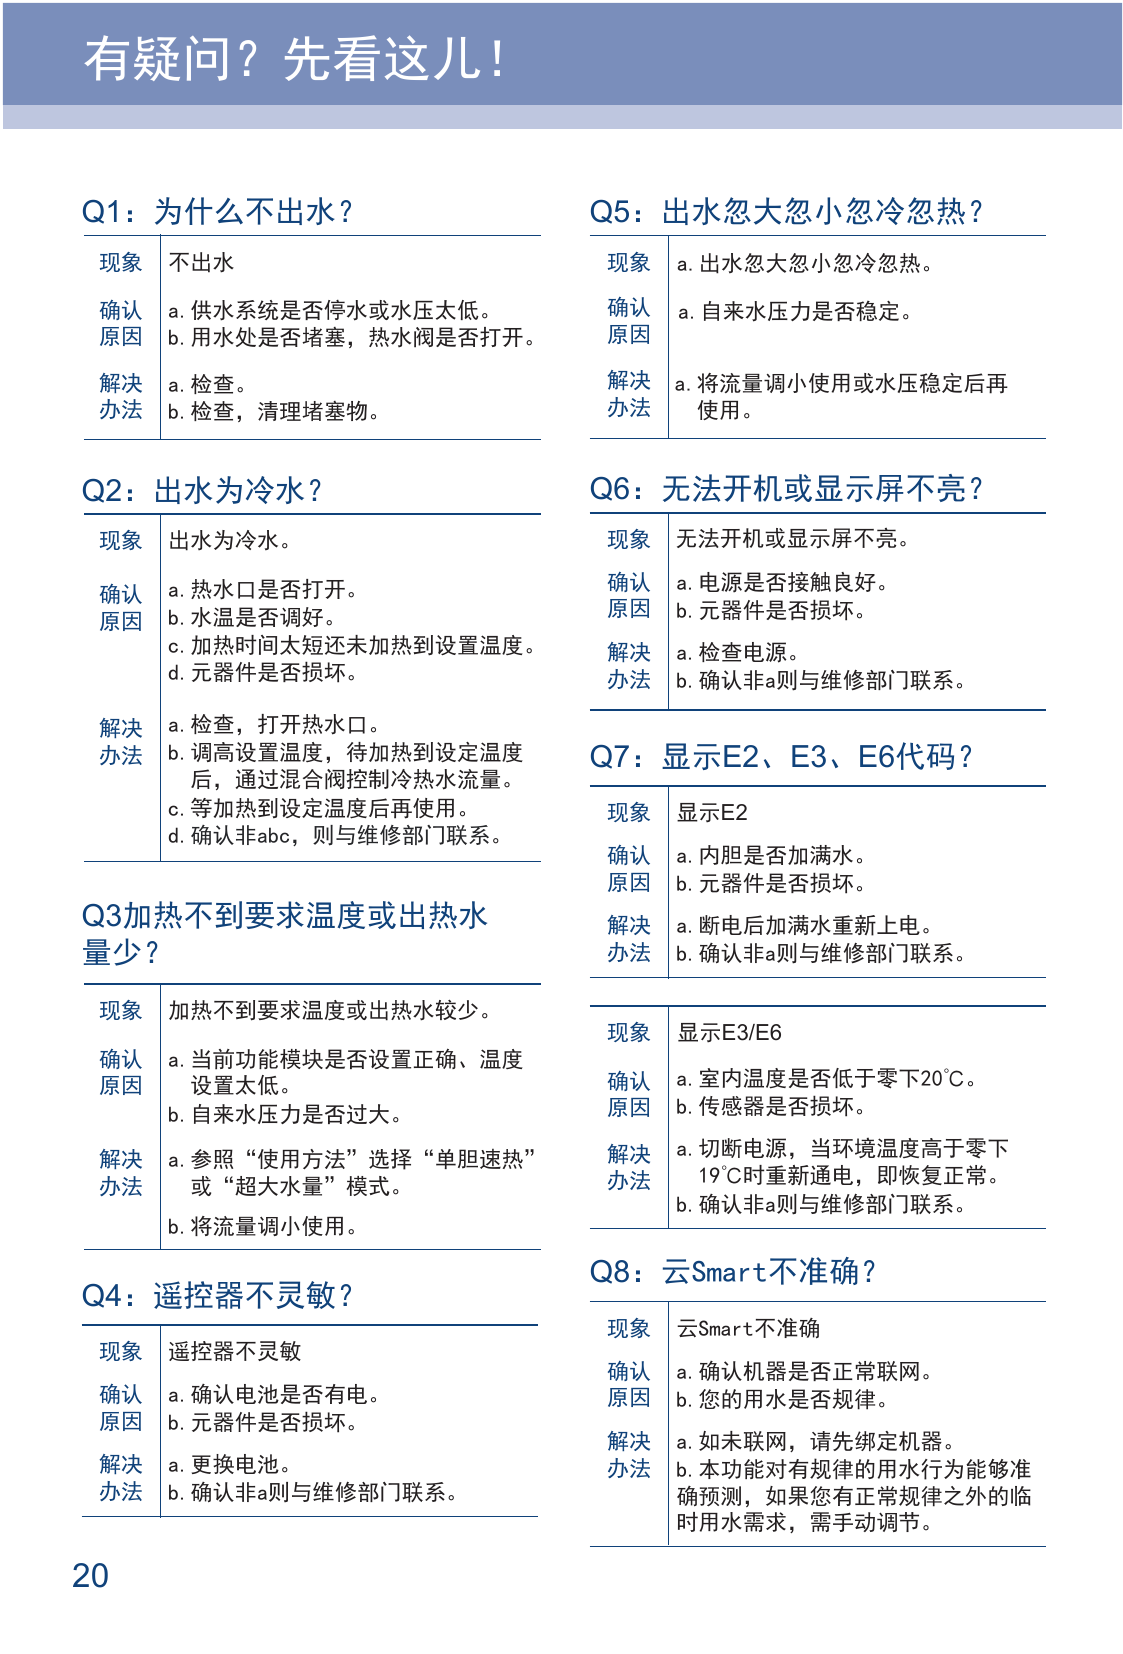 有疑问？先看这儿！
Q1：为什么不出水？
现象 不出水
确认 a.供水系统是否停水或水压太低。
原因 b.用水处是否堵塞，热水阀是否打开。
解决 a.检查。
办法 b.检查，清理堵塞物。
Q2：出水为冷水？
现象 出水为冷水。
确认 a.热水口是否打开。
原因 b.水温是否调好。
c.加热时间太短还未加热到设置温度。
d.元器件是否损坏。
解决 a.检查，打开热水口。
办法 b.调高设置温度，待加热到设定温度
后，通过混合阀控制冷热水流量。
c.等加热到设定温度后再使用。
d.确认非abc，则与维修部门联系。
Q3加热不到要求温度或出热水
量少？
现象 加热不到要求温度或出热水较少。
确认 a.当前功能模块是否设置正确、温度
原因 设置太低。
b.自来水压力是否过大。
解决 a.参照“使用方法”选择“单胆速热”
办法 或“超大水量”模式。
b.将流量调小使用。
Q4：遥控器不灵敏？
现象 遥控器不灵敏
确认 a.确认电池是否有电。
原因 b.元器件是否损坏。
解决 a.更换电池。
办法 b.确认非a则与维修部门联系。
20
Q5：出水忽大忽小忽冷忽热？
现象 a.出水忽大忽小忽冷忽热。
确认 a.自来水压力是否稳定。
原因
解决 a.将流量调小使用或水压稳定后再
办法 使用。
Q6：无法开机或显示屏不亮？
现象 无法开机或显示屏不亮。
确认 a.电源是否接触良好。
原因 b.元器件是否损坏。
解决 a.检查电源。
办法 b.确认非a则与维修部门联系。
Q7：显示E2、E3、E6代码？
现象 显示E2
确认 a.内胆是否加满水。
原因 b.元器件是否损坏。
解决 a.断电后加满水重新上电。
办法 b.确认非a则与维修部门联系。
现象 显示E3/E6
确认 a.室内温度是否低于零下20℃。
原因 b.传感器是否损坏。
解决 a.切断电源，当环境温度高于零下
办法 19℃时重新通电，即恢复正常。
b.确认非a则与维修部门联系。
Q8：云Smart不准确？
现象 云Smart不准确
确认 a.确认机器是否正常联网。
原因 b.您的用水是否规律。
解决 a.如未联网，请先绑定机器。
办法 b.本功能对有规律的用水行为能够准
确预测，如果您有正常规律之外的临
时用水需求，需手动调节。